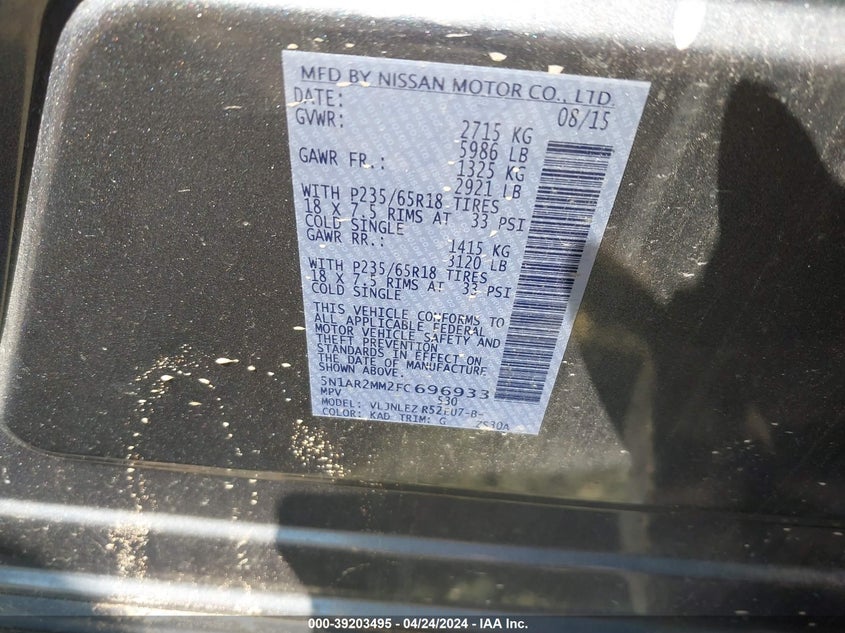 MFD BY NISSAN MOTOR CO., LTD.
DATE: 08/15
GVWR: 2715 KG
5986 LB
GAWR FR.: 1325 KG
2921 LB
WITH P235/65R18 TIRES
18 X 7.5 RIMS AT 33 PSI
COLD SINGLE
GAWR RR.: 1415 KG
3120 LB
WITH P235/65R18 TIRES
18 X 7.5 RIMS AT 33 PSI
COLD SINGLE
THIS VEHICLE CONFORMS TO
ALL APPLICABLE FEDERAL
MOTOR VEHICLE SAFETY AND
THEFT PREVENTION
STANDARDS IN EFFECT ON
THE DATE OF MANUFACTURE
SHOWN ABOVE.
5N1AR2MM2FC696933
MPV S30
MODEL: VLJNLEZ R52EU7-B-
COLOR: KAD TRIM: G ZS30A
000-39203495 - 04/24/2024 - IAA Inc.